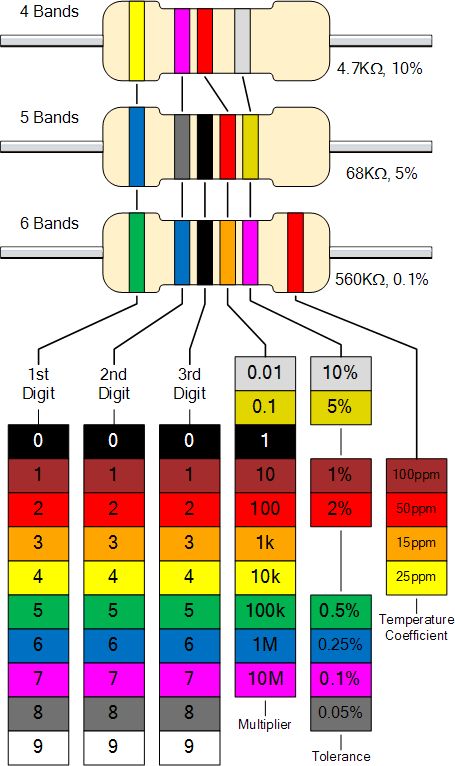 4 Bands
4.7KΩ, 10%
5 Bands
68KΩ, 5%
6 Bands
560KΩ, 0.1%
1st
Digit
2nd
Digit
3rd
Digit
0.01 10%
0.1 5%
0 0 0 1
1 1 1 10 1% 100ppm
2 2 2 100 2% 50ppm
3 3 3 1k 15ppm
4 4 4 10k 25ppm
5 5 5 100k 0.5%
6 6 6 1M 0.25%
7 7 7 10M 0.1%
8 8 8 0.05%
9 9 9
Multiplier
Tolerance
Temperature
Coefficient